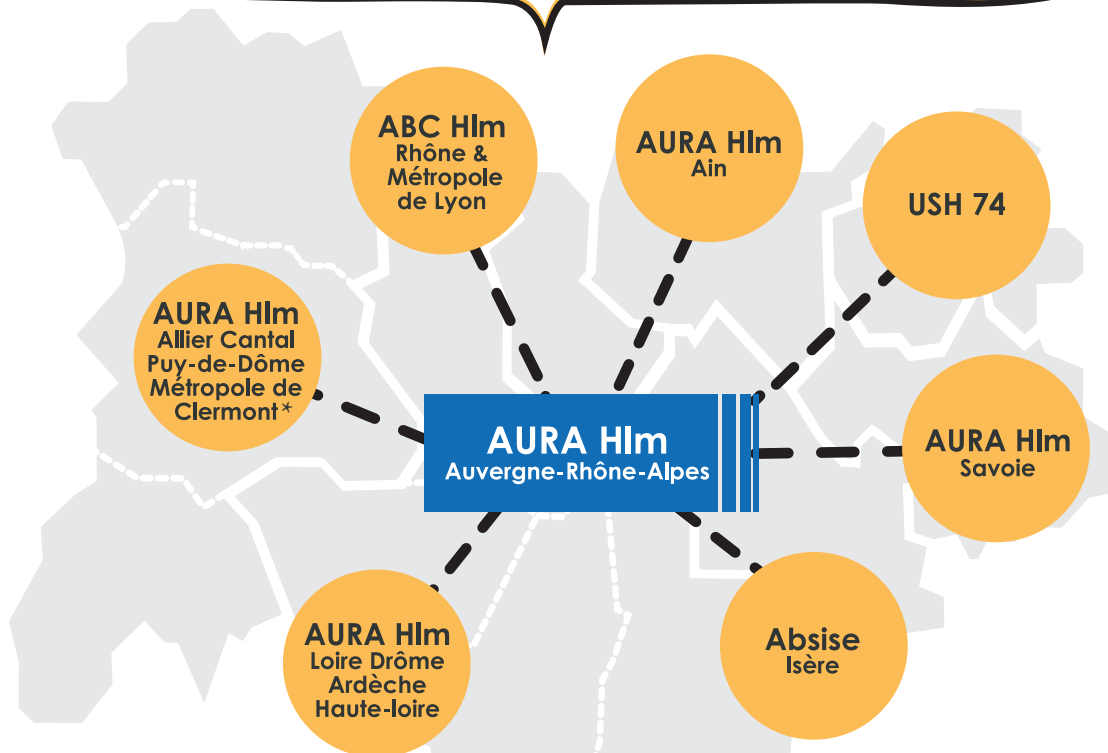 ABC Hlm
Rhône &
Métropole
de Lyon
AURA Hlm
Ain
USH 74
AURA Hlm
Allier Cantal
Puy-de-Dôme
Métropole de
Clermont*
AURA Hlm
Auvergne-Rhône-Alpes
AURA Hlm
Savoie
AURA Hlm
Loire Drôme
Ardèche
Haute-loire
Absise
Isère